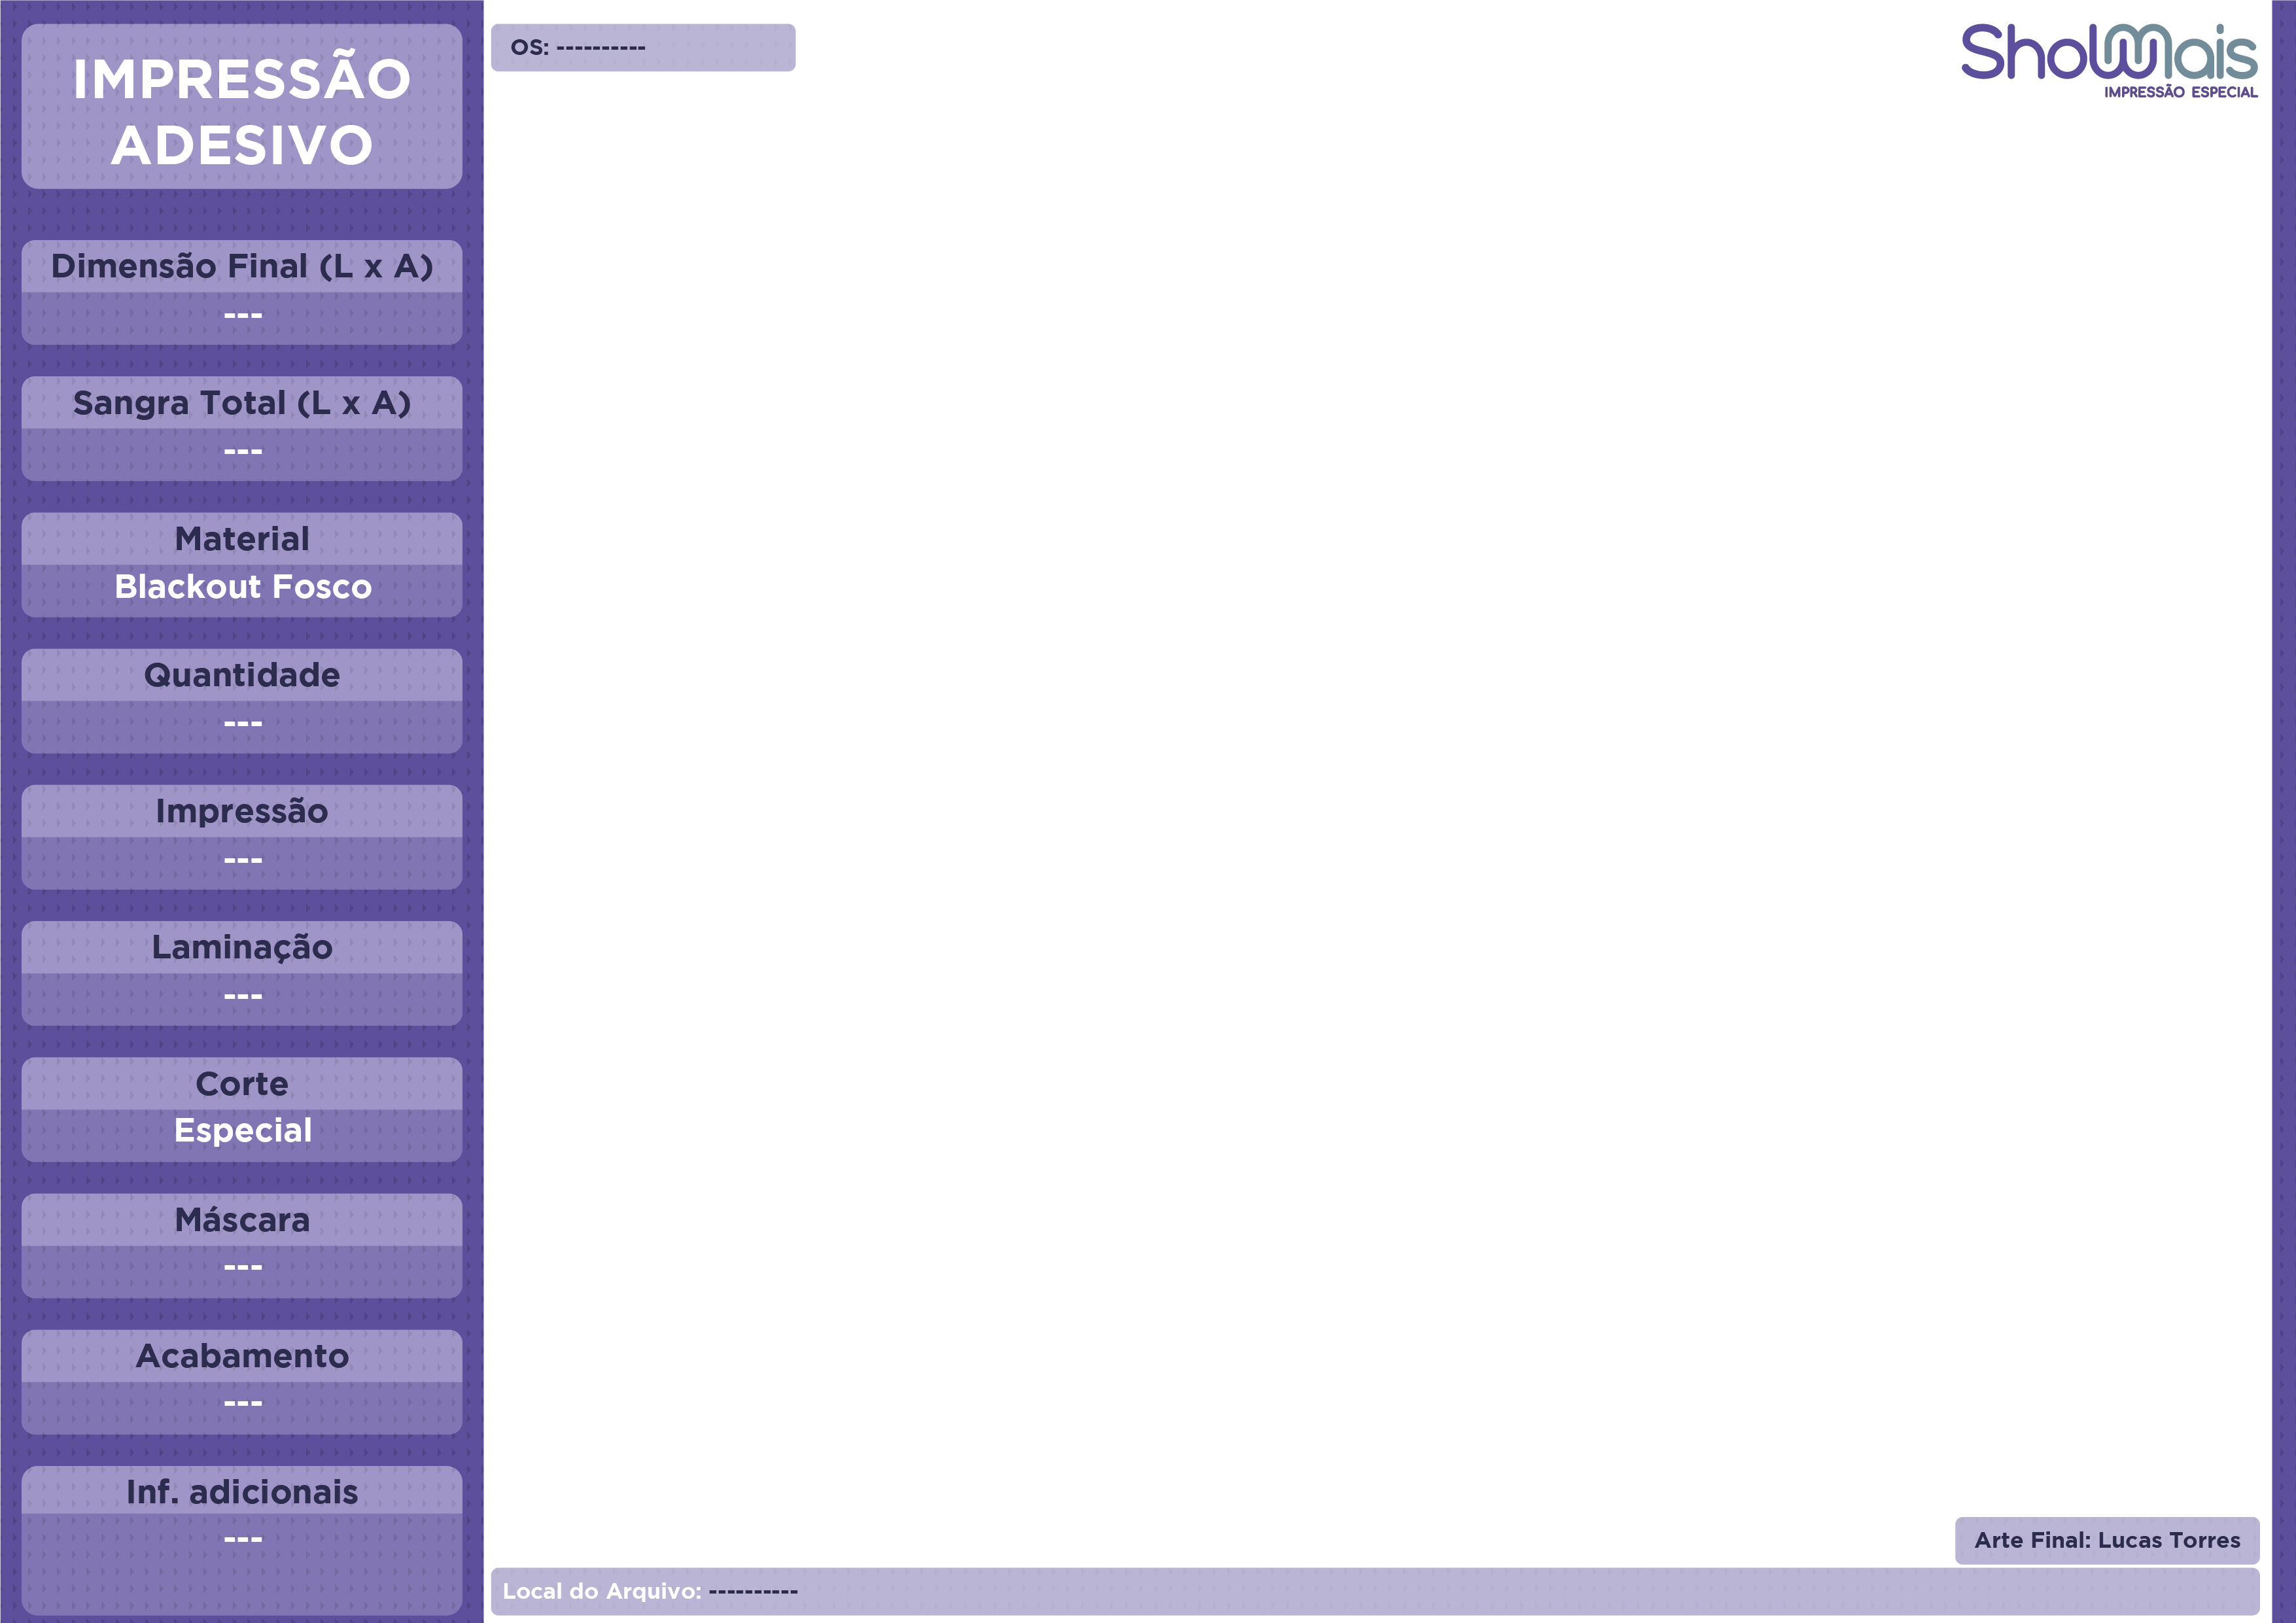 IMPRESSÃO
ADESIVO
Dimensão Final (L x A)
---
Sangra Total (L x A)
---
Material
Blackout Fosco
Quantidade
---
Impressão
---
Laminação
---
Corte
Especial
Máscara
---
Acabamento
---
Inf. adicionais
---
OS: ----------
ShowMais
IMPRESSÃO ESPECIAL
Arte Final: Lucas Torres
Local do Arquivo: ----------